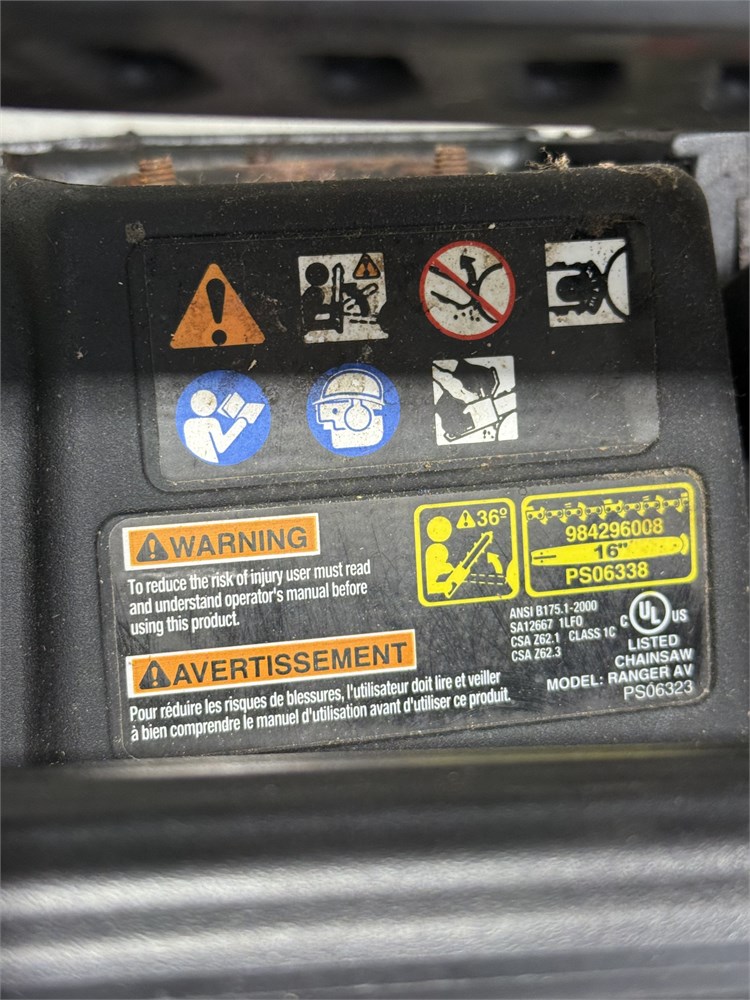 WARNING
To reduce the risk of injury user must read
and understand operator's manual before
using this product.
AVERTISSEMENT
Pour réduire les risques de blessures, l'utilisateur doit lire et veiller
à bien comprendre le manuel d'utilisation avant d'utiliser ce produit.
36º
984296008
16"
PS06338
ANSI B175.1-2000
SA12667 1LF0
CSA Z62.1 CLASS 1C
CSA Z62.3
C UL US
LISTED
CHAINSAW
MODEL: RANGER AV
PS06323